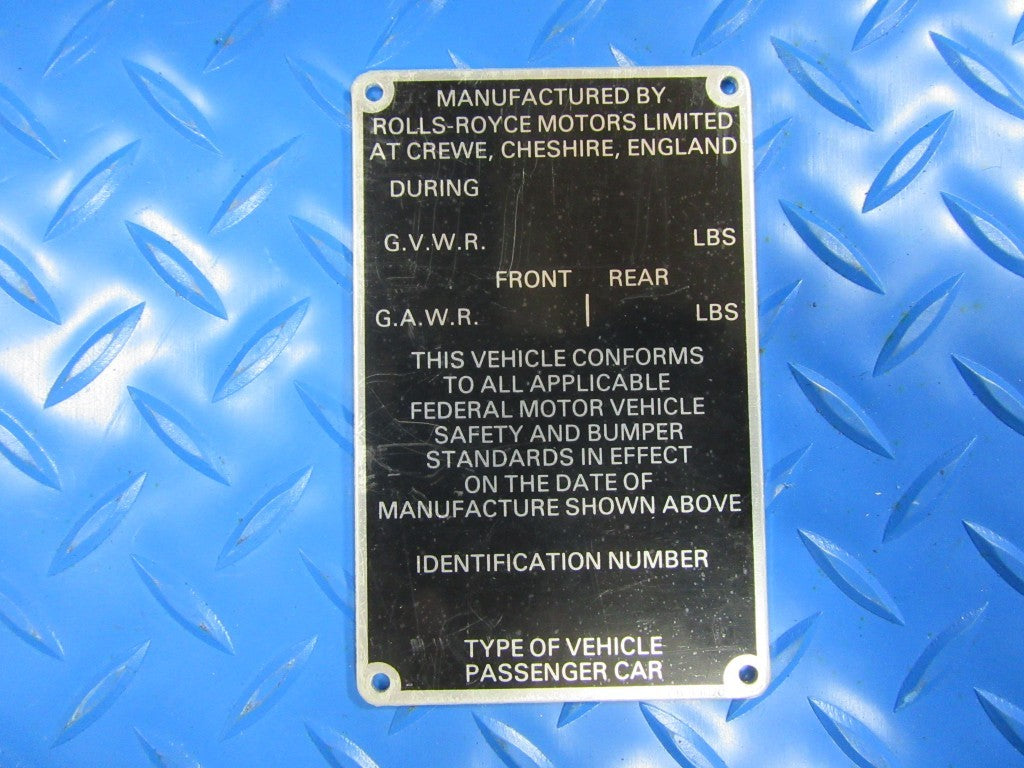 MANUFACTURED BY
ROLLS-ROYCE MOTORS LIMITED
AT CREWE, CHESHIRE, ENGLAND
DURING
G.V.W.R. LBS
FRONT REAR
G.A.W.R. | LBS
THIS VEHICLE CONFORMS
TO ALL APPLICABLE
FEDERAL MOTOR VEHICLE
SAFETY AND BUMPER
STANDARDS IN EFFECT
ON THE DATE OF
MANUFACTURE SHOWN ABOVE
IDENTIFICATION NUMBER
TYPE OF VEHICLE
PASSENGER CAR